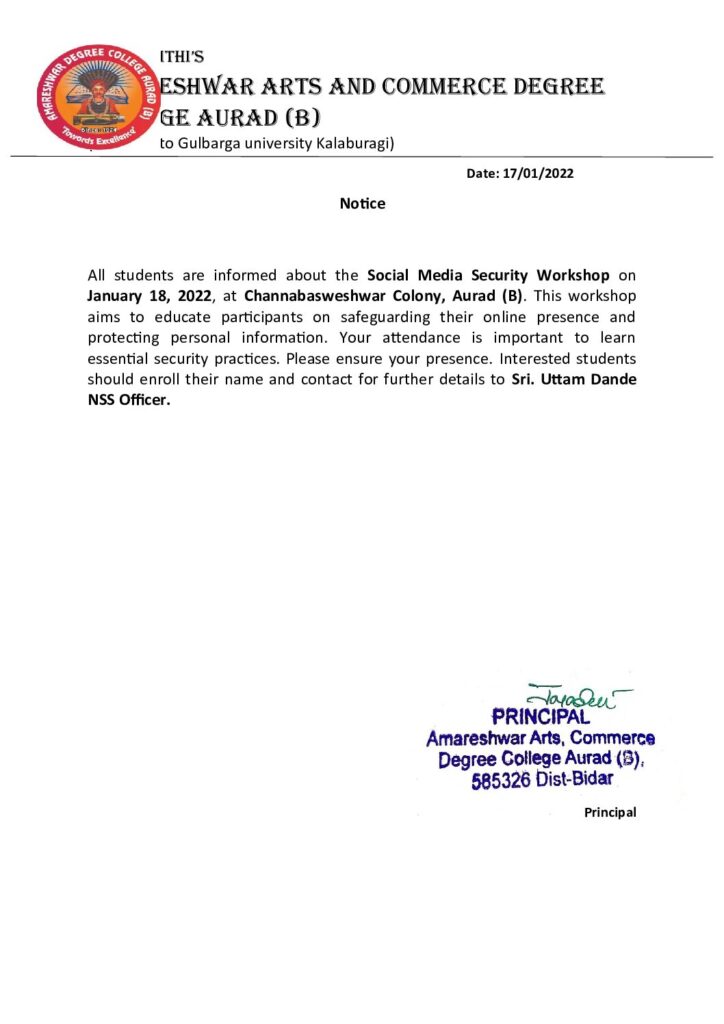 ITHI'S
ESHWAR ARTS AND COMMERCE DEGREE
GE AURAD (B)
to Gulbarga university Kalaburagi)
AMARESHWAR DEGREE COLLEGE AURAD (B)
"Towards Excellence"
Date: 17/01/2022
Notice
All students are informed about the Social Media Security Workshop on
January 18, 2022, at Channabasweshwar Colony, Aurad (B). This workshop
aims to educate participants on safeguarding their online presence and
protecting personal information. Your attendance is important to learn
essential security practices. Please ensure your presence. Interested students
should enroll their name and contact for further details to Sri. Uttam Dande
NSS Officer.
PRINCIPAL
Amareshwar Arts, Commerce
Degree College Aurad (B),
585326 Dist-Bidar
Principal